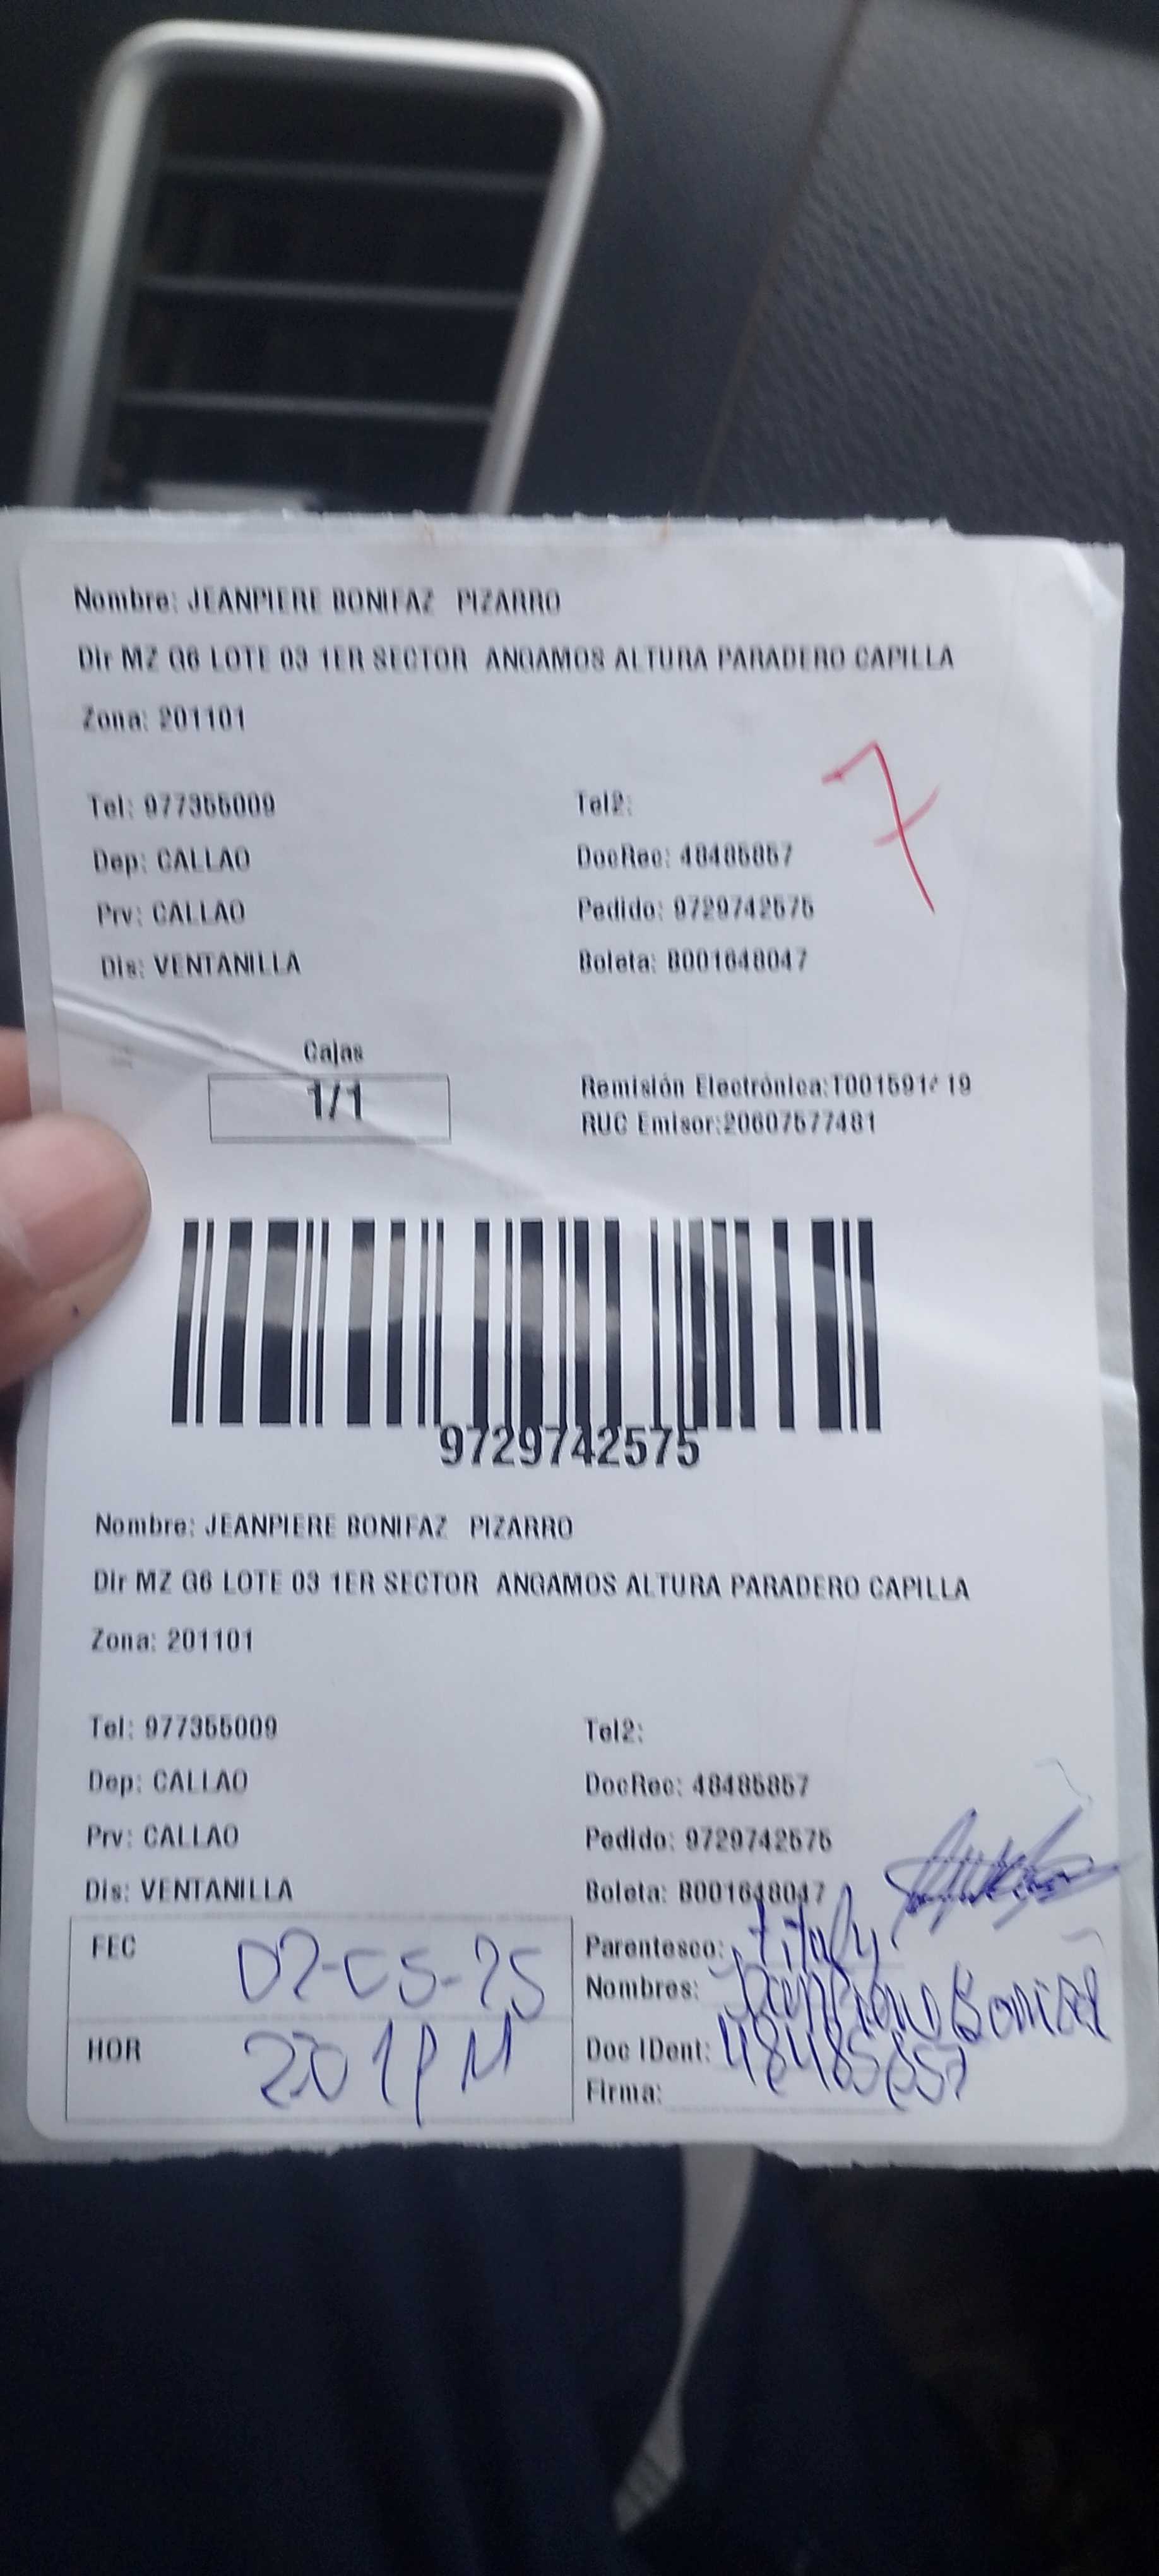 Nombre: JEANPIERE BONIFAZ PIZARRO
Dir MZ G6 LOTE 03 1ER SECTOR ANGAMOS ALTURA PARADERO CAPILLA
Zona: 201101
Tel: 977355009 Tel2:
Dep: CALLAO DocRec: 48485857
Prv: CALLAO Pedido: 9729742575
Dis: VENTANILLA Boleta: B001648047
7
Cajas
1/1
Remisión Electrónica:
RUC Emisor:20607577481
9729742575
Nombre: JEANPIERE BONIFAZ PIZARRO
Dir MZ G6 LOTE 03 1ER SECTOR ANGAMOS ALTURA PARADERO CAPILLA
Zona: 201101
Tel: 977355009 Tel2:
Dep: CALLAO DocRec: 48485857
Prv: CALLAO Pedido: 9729742575
Dis: VENTANILLA Boleta: B001648047
FEC 02-05-25
HOR 2:01 PM
Parentesco:
Nombres:
Doc IDent: 48485857
Firma: